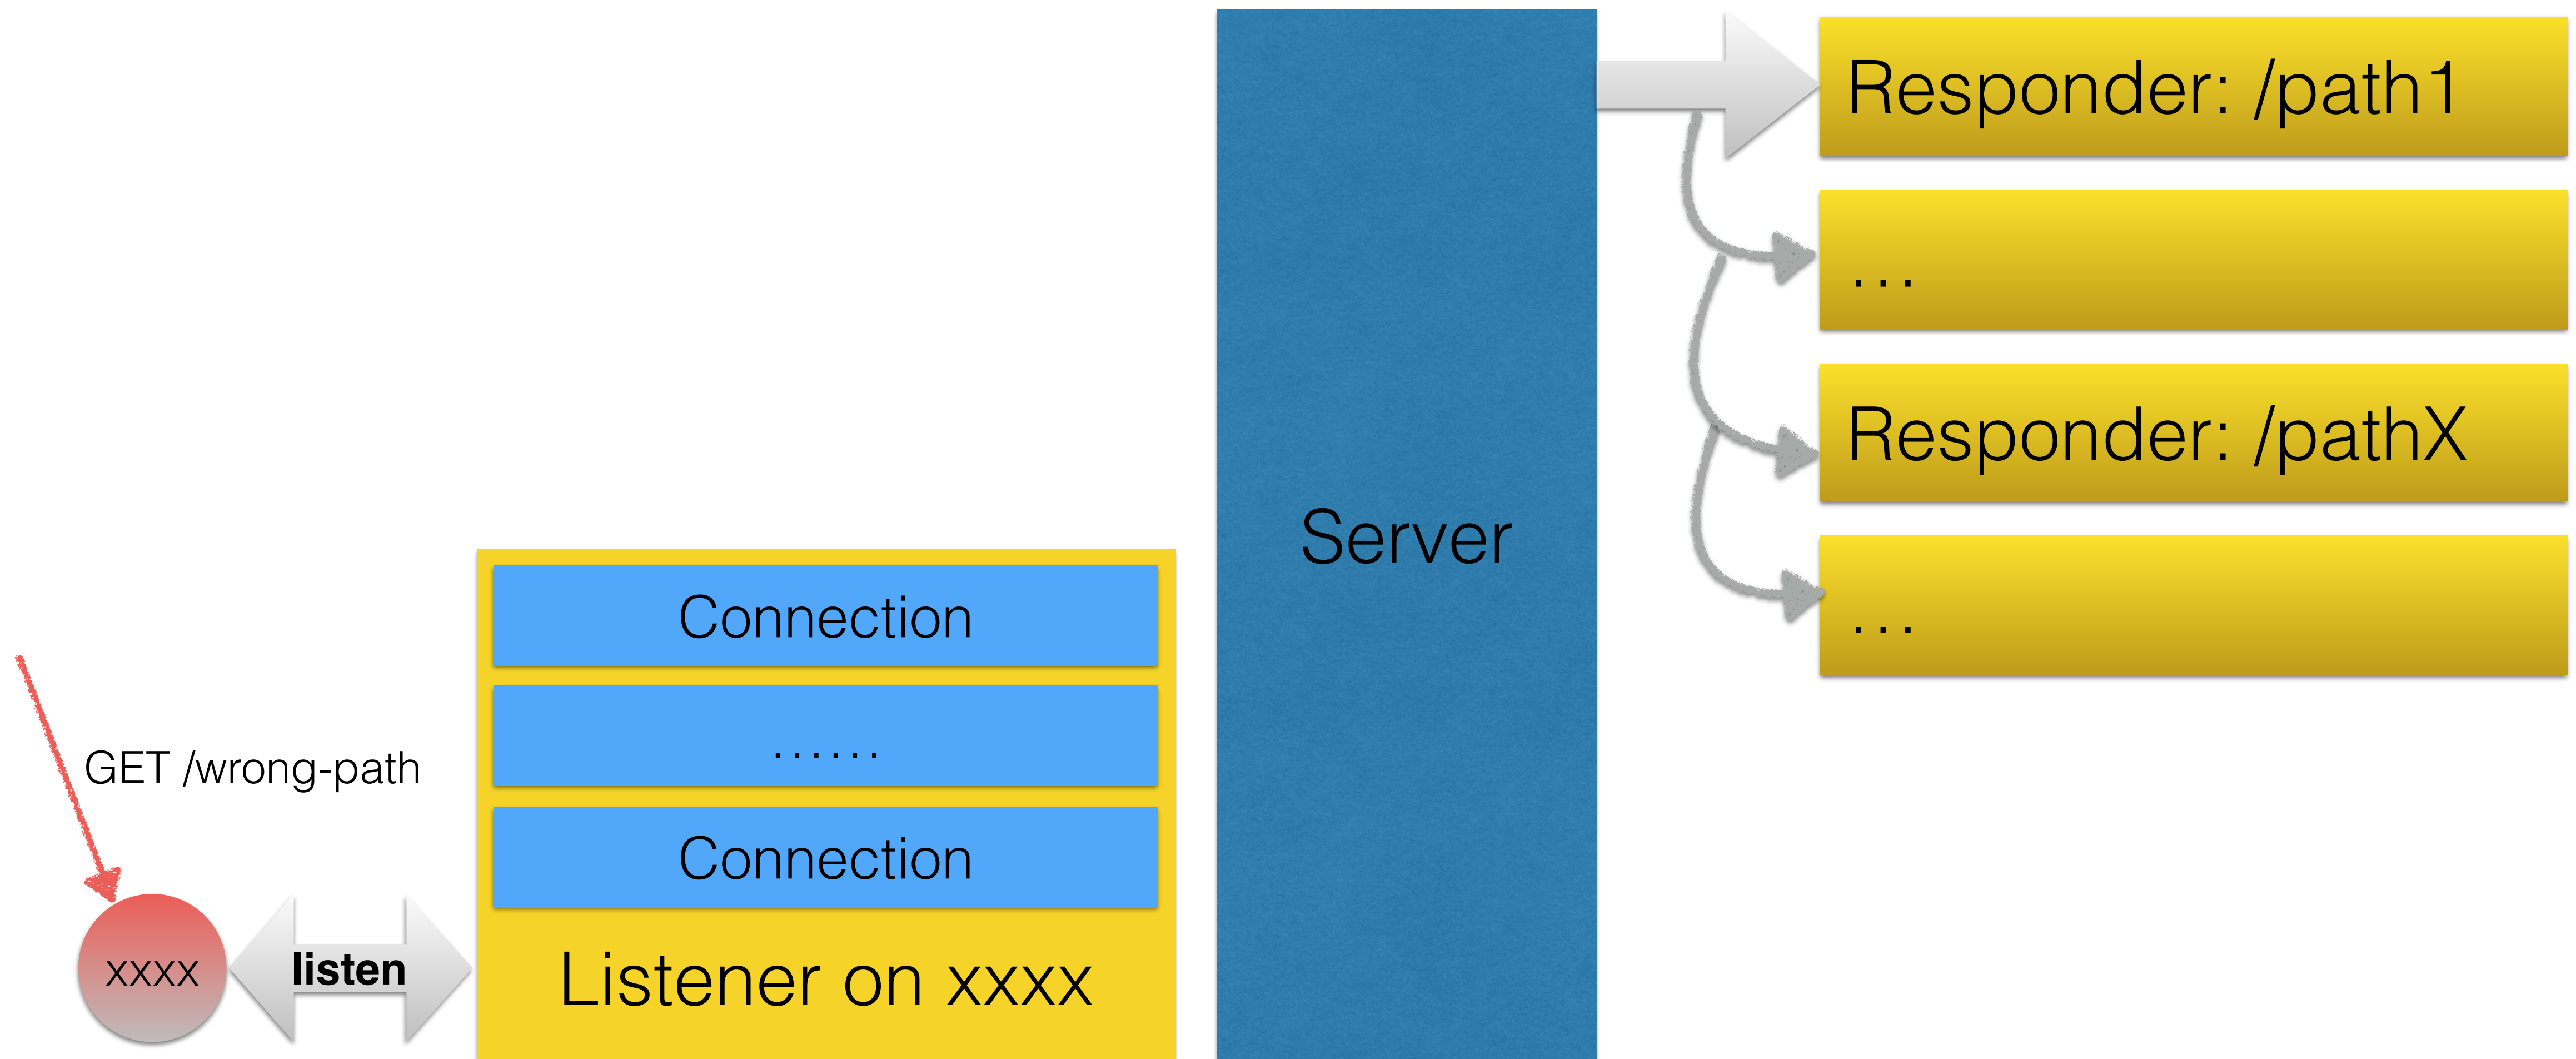 Responder: /path1
...
Responder: /pathX
...
Server
Connection
......
Connection
Listener on xxxx
GET /wrong-path
xxxx
listen